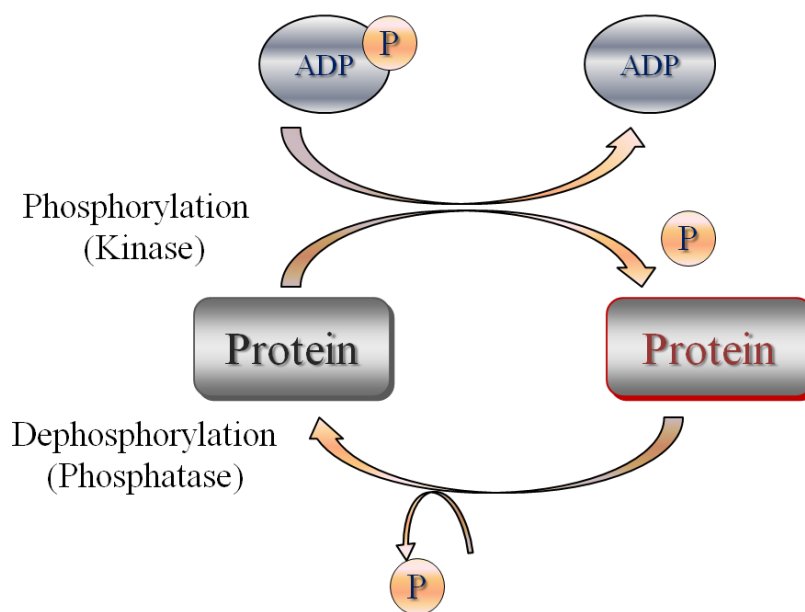 ADP
P
ADP
Phosphorylation
(Kinase)
P
Protein
Protein
Dephosphorylation
(Phosphatase)
P